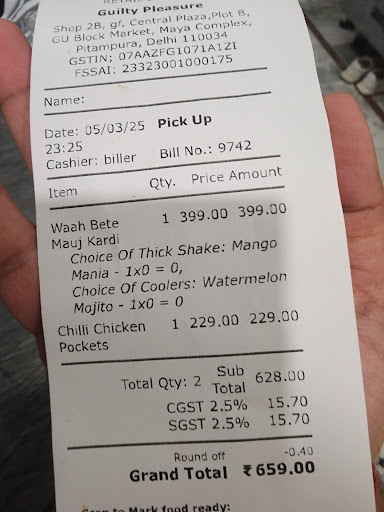 Guilty Pleasure
Shop 2B, gf, Central Plaza,Plot B,
GU Block Market, Maya Complex,
Pitampura, Delhi 110034
GSTIN; 07AAZFG1071A1ZI
FSSAI: 23323001000175
Name:
Date: 05/03/25 Pick Up
23:25
Cashier: biller Bill No.: 9742
Item Qty. Price Amount
Waah Bete 1 399.00 399.00
Mauj Kardi
Choice Of Thick Shake: Mango
Mania - 1x0 = 0,
Choice Of Coolers: Watermelon
Mojito - 1x0 = 0
Chilli Chicken 1 229.00 229.00
Pockets
Total Qty: 2 Sub Total 628.00
CGST 2.5% 15.70
SGST 2.5% 15.70
Round off -0.40
Grand Total ₹659.00
to Mark food ready: